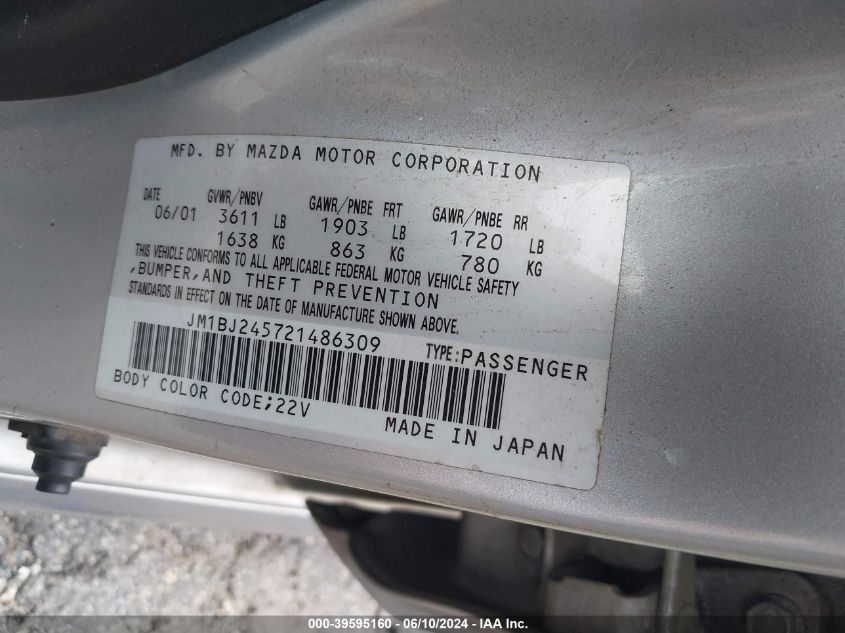 MFD. BY MAZDA MOTOR CORPORATION
DATE GVWR/PNBV GAWR/PNBE FRT GAWR/PNBE RR
06/01 3611 LB 1903 LB 1720 LB
1638 KG 863 KG 780 KG
THIS VEHICLE CONFORMS TO ALL APPLICABLE FEDERAL MOTOR VEHICLE SAFETY
,BUMPER,AND THEFT PREVENTION
STANDARDS IN EFFECT ON THE DATE OF MANUFACTURE SHOWN ABOVE.
JM1BJ245721486309 TYPE:PASSENGER
BODY COLOR CODE;22V
MADE IN JAPAN
000-39595160 - 06/10/2024 - IAA Inc.